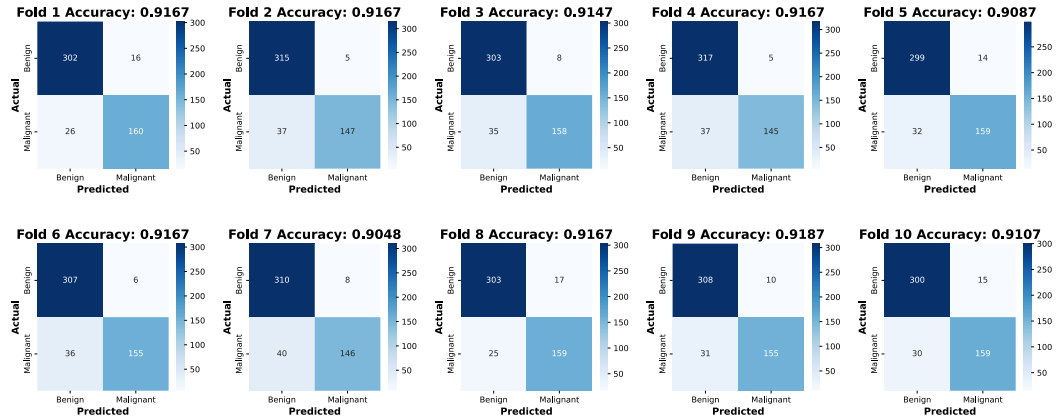 Fold 1 Accuracy: 0.9167
Benign
Malignant
Actual
302
16
26
160
300
250
200
150
100
50
Benign
Malignant
Predicted
Fold 2 Accuracy: 0.9167
Benign
Malignant
Actual
315
5
37
147
300
250
200
150
100
50
Benign
Malignant
Predicted
Fold 3 Accuracy: 0.9147
Benign
Malignant
Actual
303
8
35
158
300
250
200
150
100
50
Benign
Malignant
Predicted
Fold 4 Accuracy: 0.9167
Benign
Malignant
Actual
317
5
37
145
300
250
200
150
100
50
Benign
Malignant
Predicted
Fold 5 Accuracy: 0.9087
Benign
Malignant
Actual
299
14
32
159
250
200
150
100
50
Benign
Malignant
Predicted
Fold 6 Accuracy: 0.9167
Benign
Malignant
Actual
307
6
36
155
300
250
200
150
100
50
Benign
Malignant
Predicted
Fold 7 Accuracy: 0.9048
Benign
Malignant
Actual
310
8
40
146
300
250
200
150
100
50
Benign
Malignant
Predicted
Fold 8 Accuracy: 0.9167
Benign
Malignant
Actual
303
17
25
159
300
250
200
150
100
50
Benign
Malignant
Predicted
Fold 9 Accuracy: 0.9187
Benign
Malignant
Actual
308
10
31
155
300
250
200
150
100
50
Benign
Malignant
Predicted
Fold 10 Accuracy: 0.9107
Benign
Malignant
Actual
300
15
30
159
300
250
200
150
100
50
Benign
Malignant
Predicted